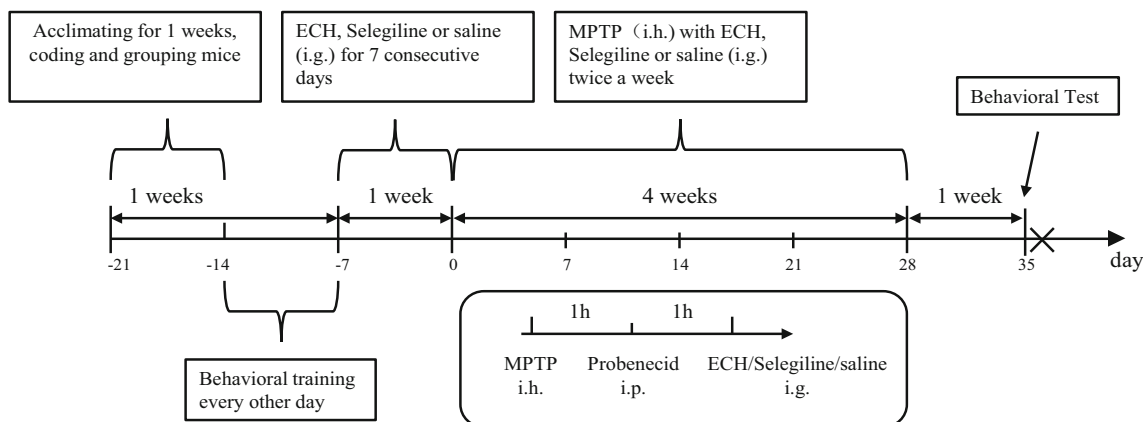 Acclimating for 1 weeks,
coding and grouping mice
ECH, Selegiline or saline
(i.g.) for 7 consecutive
days
MPTP （i.h.) with ECH,
Selegiline or saline (i.g.)
twice a week
Behavioral Test
1 weeks
1 week
4 weeks
1 week
-21
-14
-7
0
7
14
21
28
35
day
Behavioral training
every other day
1h
1h
MPTP
i.h.
Probenecid
i.p.
ECH/Selegiline/saline
i.g.